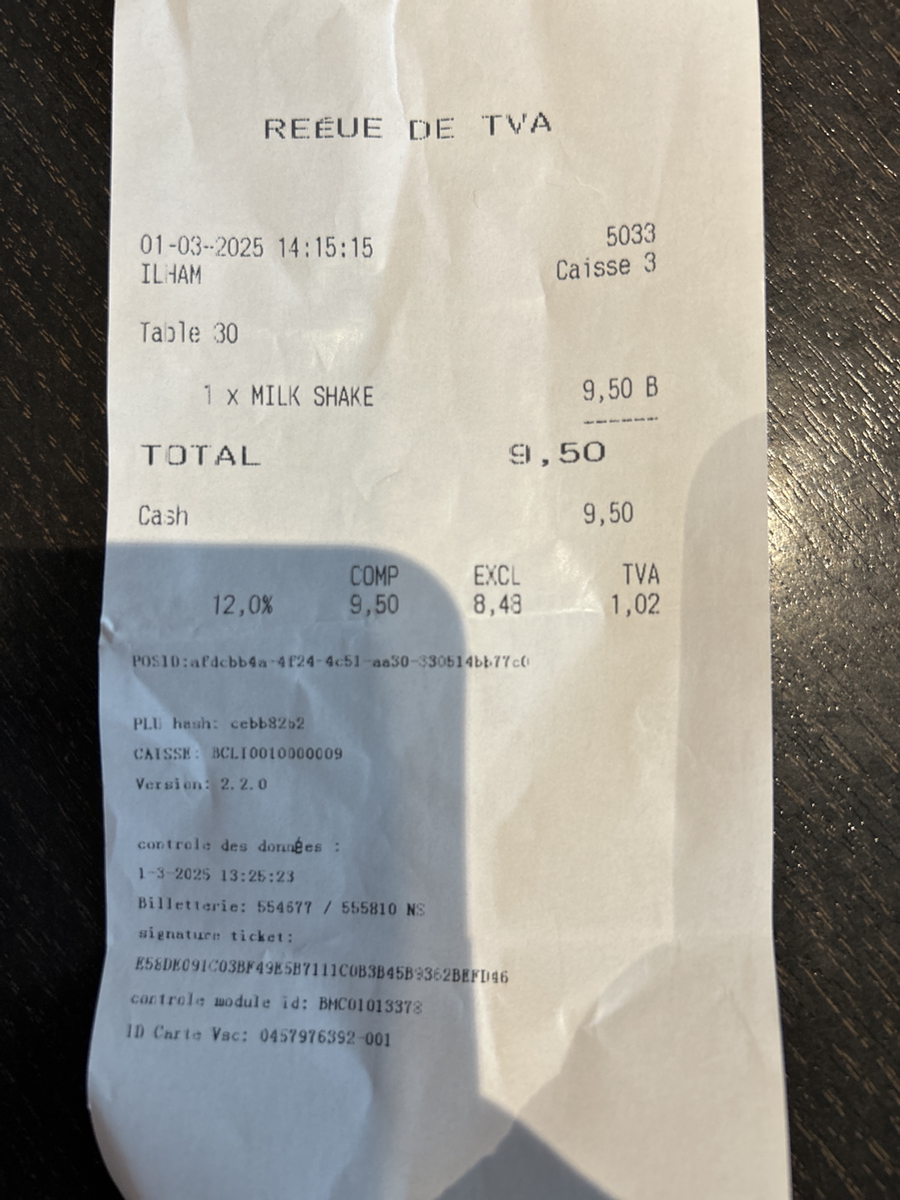 REÉUE DE TVA
01-03-2025 14:15:15 5033
ILHAM Caisse 3
Table 30
1 x MILK SHAKE 9,50 B
TOTAL 9,50
Cash 9,50
COMP EXCL TVA
12,0% 9,50 8,48 1,02
POSID:afdcbb4a-4f24-4c51-aa30-330514bb77c0
PLU hash: cebb82b2
CAISSE: BCLI0010000009
Version: 2.2.0
controle des données :
1-3-2025 13:25:23
Billetterie: 554677 / 555810 NS
signature ticket:
E58DE091C03BF49E5B7111C0B3B45B9362BEFD46
controle module id: BMC01013378
ID Carte Vsc: 0457976392-001